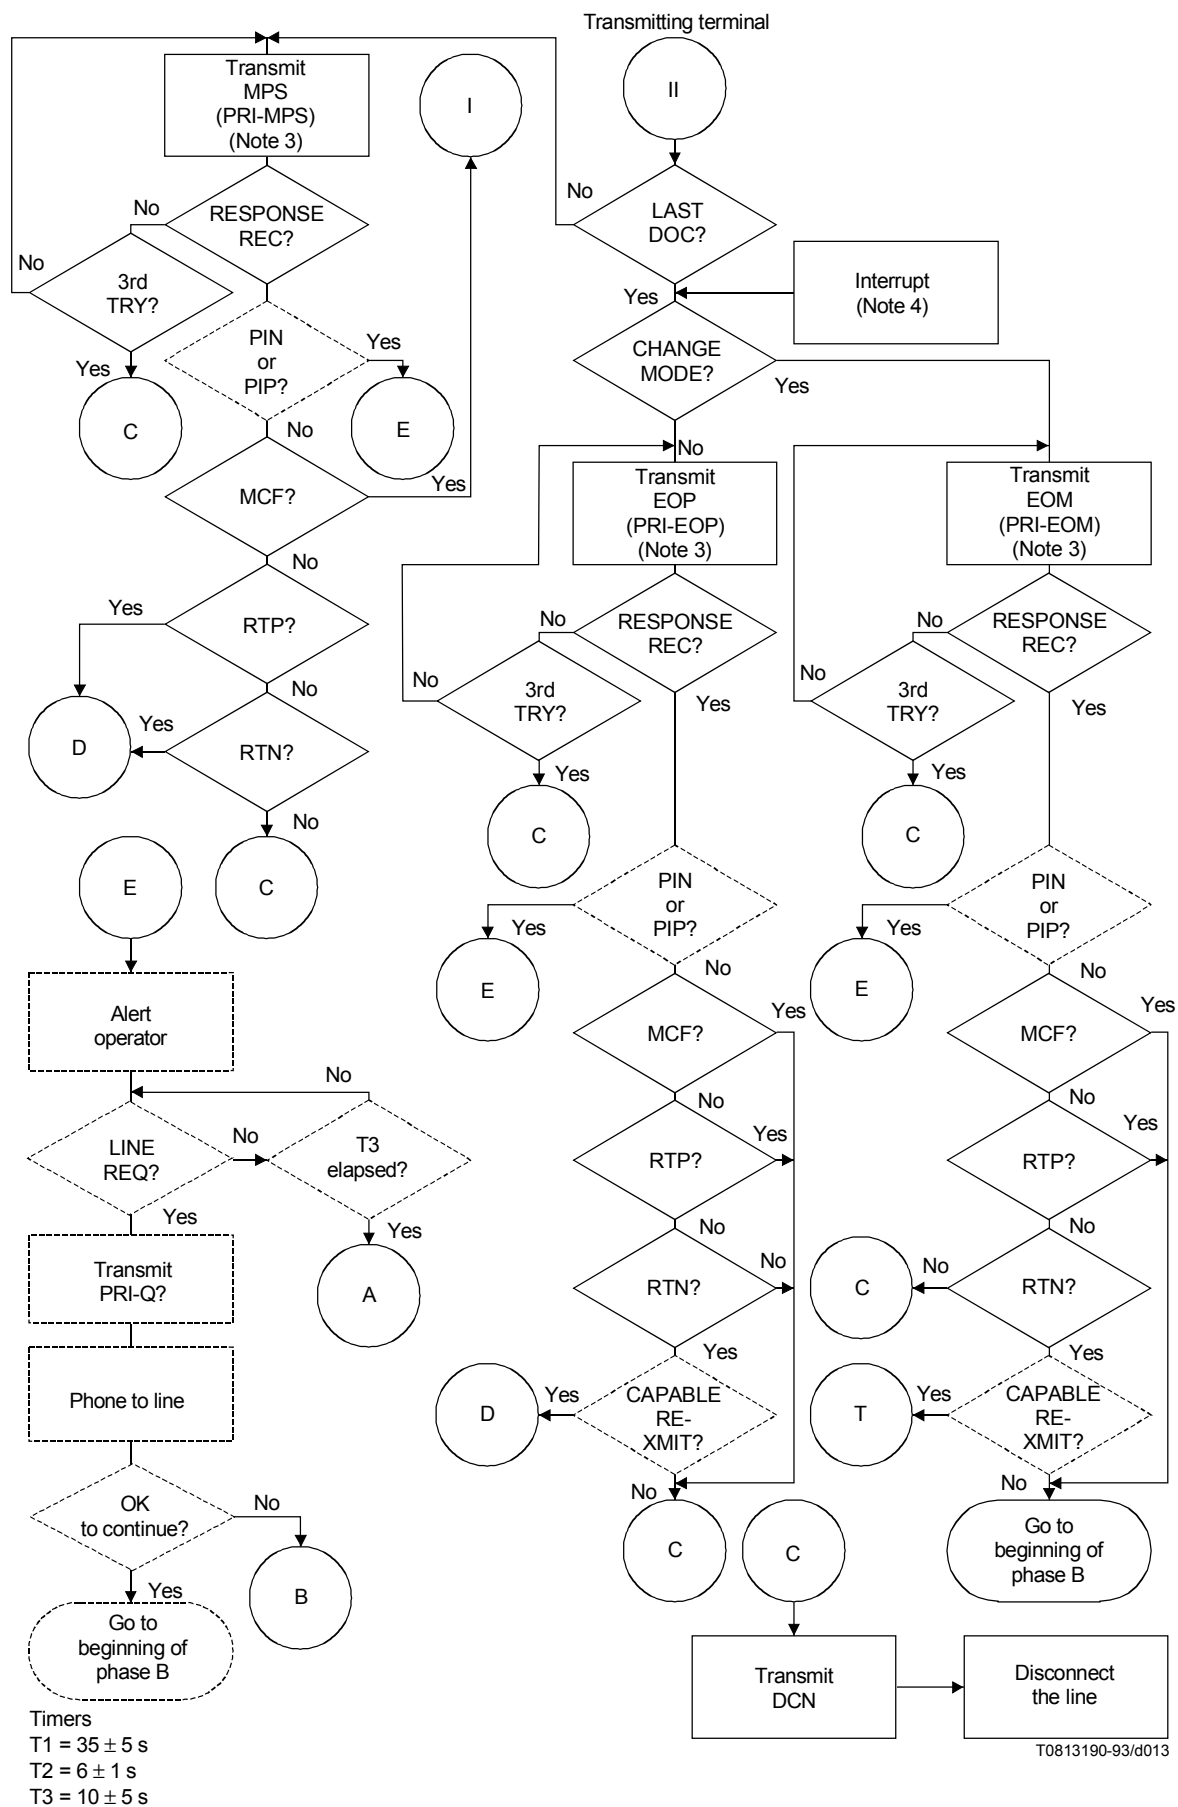 Transmitting terminal
Transmit
MPS
(PRI-MPS)
(Note 3)
I
II
No
LAST
DOC?
No
RESPONSE
REC?
No
3rd
TRY?
Yes
C
PIN
or
PIP?
Yes
E
No
MCF?
Yes
No
Yes
RTP?
No
Yes
D
RTN?
No
C
Interrupt
(Note 4)
Yes
CHANGE
MODE?
Yes
No
Transmit
EOP
(PRI-EOP)
(Note 3)
No
RESPONSE
REC?
No
3rd
TRY?
Yes
Yes
C
PIN
or
PIP?
Yes
E
No
MCF?
Yes
No
RTP?
Yes
No
RTN?
No
Yes
CAPABLE
RE-
XMIT?
Yes
D
No
C
Transmit
EOM
(PRI-EOM)
(Note 3)
No
RESPONSE
REC?
No
3rd
TRY?
Yes
Yes
C
PIN
or
PIP?
Yes
E
No
MCF?
Yes
No
RTP?
Yes
No
RTN?
No
C
Yes
CAPABLE
RE-
XMIT?
Yes
T
No
Go to
beginning of
phase B
E
Alert
operator
No
LINE
REQ?
No
T3
elapsed?
Yes
A
Yes
Transmit
PRI-Q?
Phone to line
OK
to continue?
No
B
Yes
Go to
beginning of
phase B
C
Transmit
DCN
Disconnect
the line
Timers
T1 = 35 ± 5 s
T2 = 6 ± 1 s
T3 = 10 ± 5 s
T0813190-93/d013